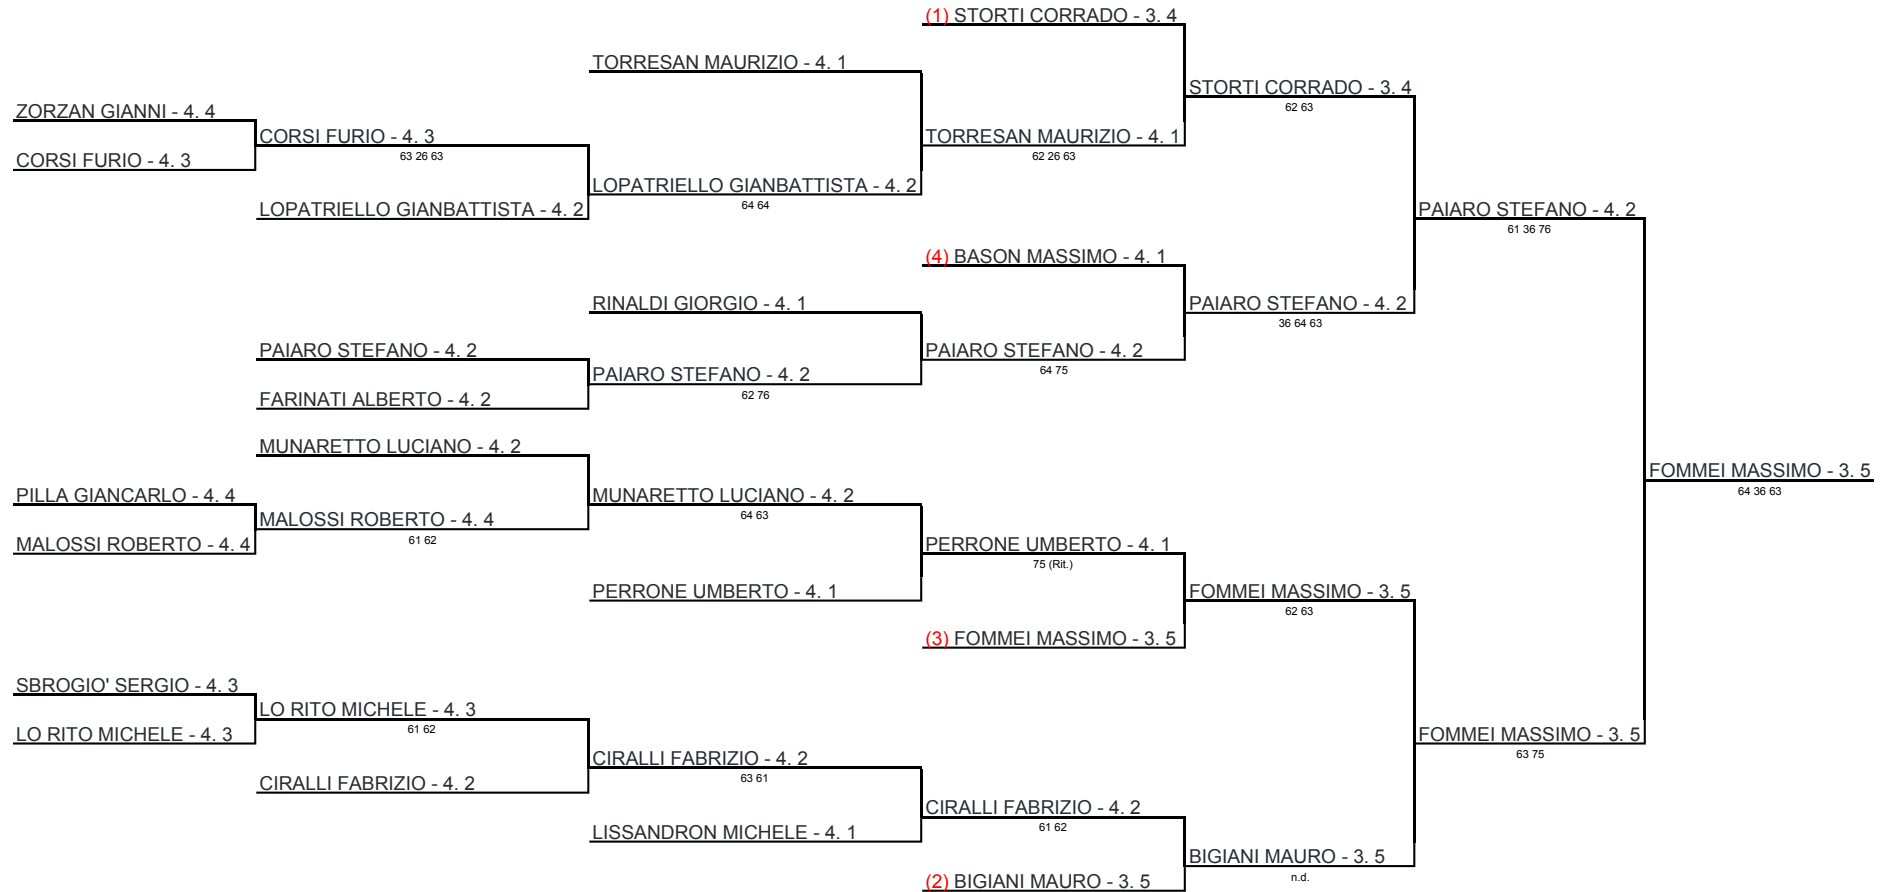 (1) STORTI CORRADO - 3. 4
TORRESAN MAURIZIO - 4. 1
STORTI CORRADO - 3. 4
62 63
ZORZAN GIANNI - 4. 4
CORSI FURIO - 4. 3
63 26 63
TORRESAN MAURIZIO - 4. 1
62 26 63
CORSI FURIO - 4. 3
LOPATRIELLO GIANBATTISTA - 4. 2
64 64
LOPATRIELLO GIANBATTISTA - 4. 2
PAIARO STEFANO - 4. 2
61 36 76
(4) BASON MASSIMO - 4. 1
RINALDI GIORGIO - 4. 1
PAIARO STEFANO - 4. 2
36 64 63
PAIARO STEFANO - 4. 2
PAIARO STEFANO - 4. 2
64 75
PAIARO STEFANO - 4. 2
62 76
FARINATI ALBERTO - 4. 2
MUNARETTO LUCIANO - 4. 2
FOMMEI MASSIMO - 3. 5
64 36 63
PILLA GIANCARLO - 4. 4
MUNARETTO LUCIANO - 4. 2
64 63
MALOSSI ROBERTO - 4. 4
61 62
MALOSSI ROBERTO - 4. 4
PERRONE UMBERTO - 4. 1
75 (Rit.)
PERRONE UMBERTO - 4. 1
FOMMEI MASSIMO - 3. 5
62 63
(3) FOMMEI MASSIMO - 3. 5
SBROGIO' SERGIO - 4. 3
LO RITO MICHELE - 4. 3
61 62
LO RITO MICHELE - 4. 3
FOMMEI MASSIMO - 3. 5
63 75
CIRALLI FABRIZIO - 4. 2
63 61
CIRALLI FABRIZIO - 4. 2
CIRALLI FABRIZIO - 4. 2
61 62
LISSANDRON MICHELE - 4. 1
BIGIANI MAURO - 3. 5
n.d.
(2) BIGIANI MAURO - 3. 5